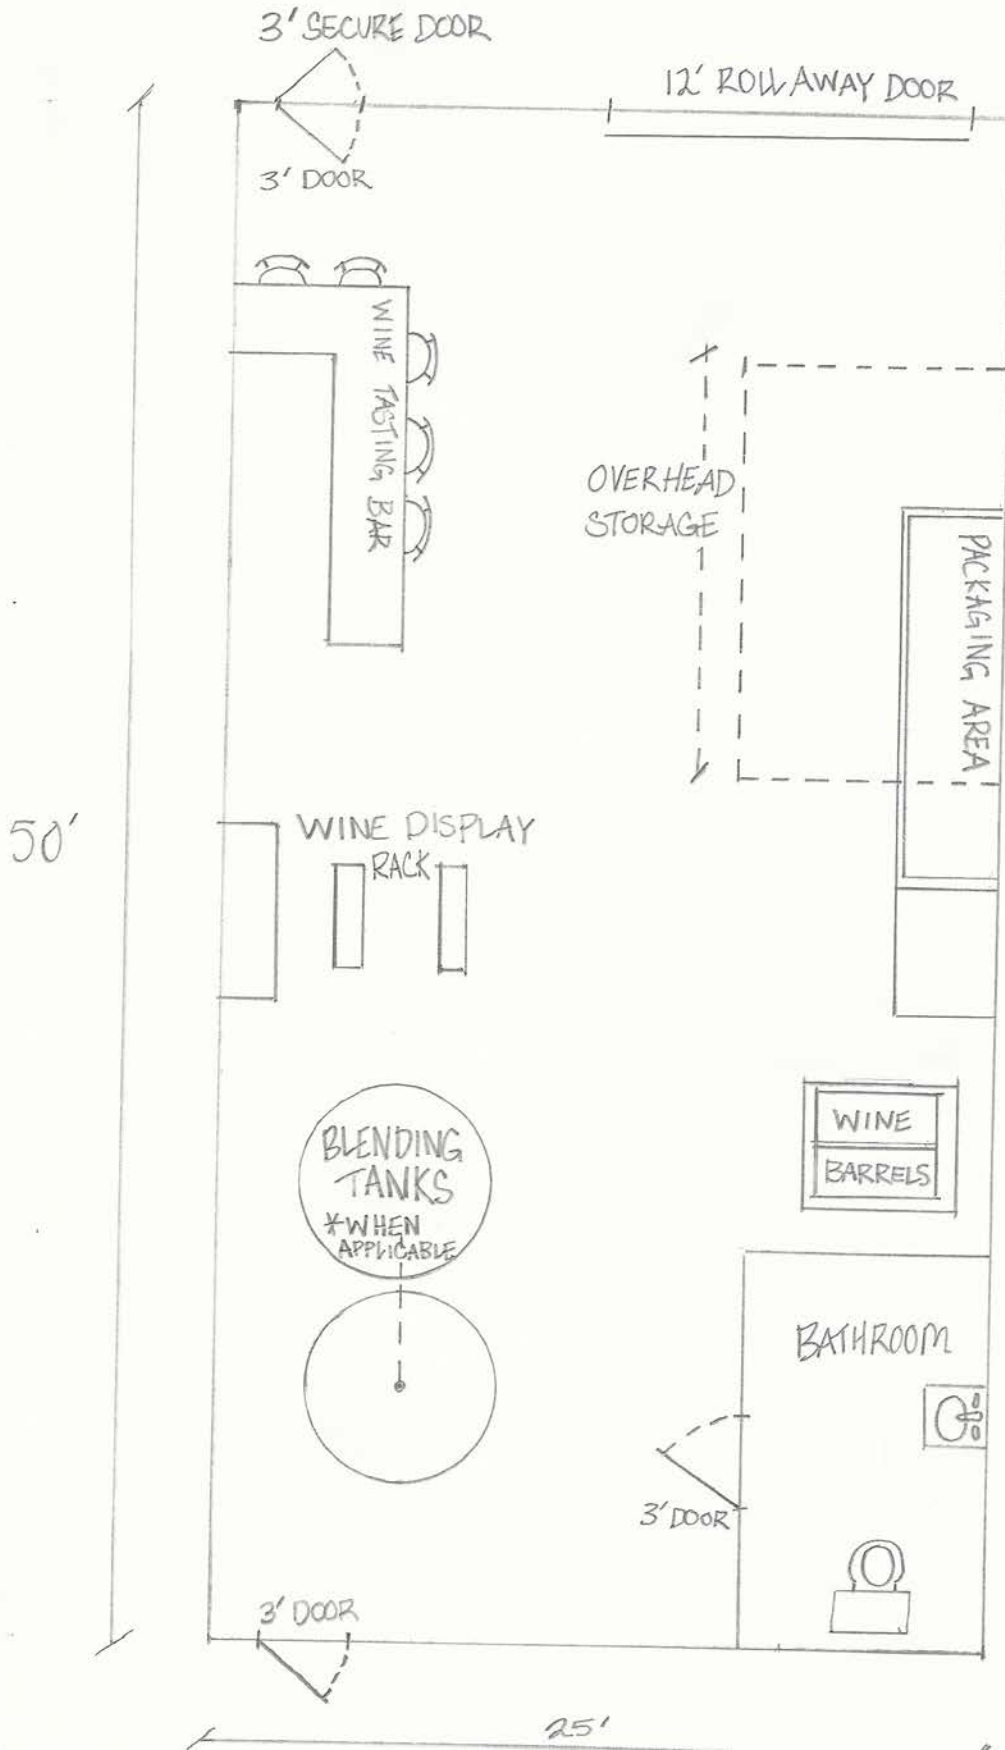 3' SECURE DOOR
12' ROLL AWAY DOOR
3' DOOR
WINE TASTING BAR
OVERHEAD
STORAGE
PACKAGING AREA
50'
WINE DISPLAY
RACK
BLENDING
TANKS
*WHEN
APPLICABLE
WINE
BARRELS
BATHROOM
3' DOOR
3' DOOR
25'